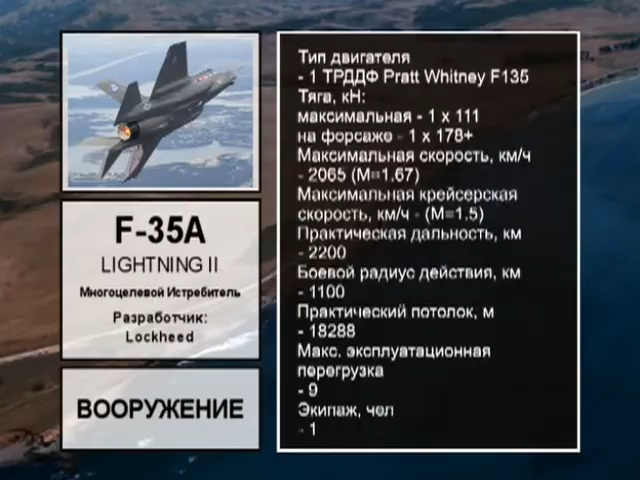 F-35A
LIGHTNING II
Многоцелевой Истребитель
Разработчик:
Lockheed
ВООРУЖЕНИЕ
Тип двигателя
- 1 ТРДДФ Pratt Whitney F135
Тяга, кН:
максимальная - 1 x 111
на форсаже - 1 x 178+
Максимальная скорость, км/ч
- 2065 (M=1,67)
Максимальная крейсерская
скорость, км/ч - (M=1,5)
Практическая дальность, км
- 2200
Боевой радиус действия, км
- 1100
Практический потолок, м
- 18288
Макс. эксплуатационная
перегрузка
- 9
Экипаж, чел
- 1